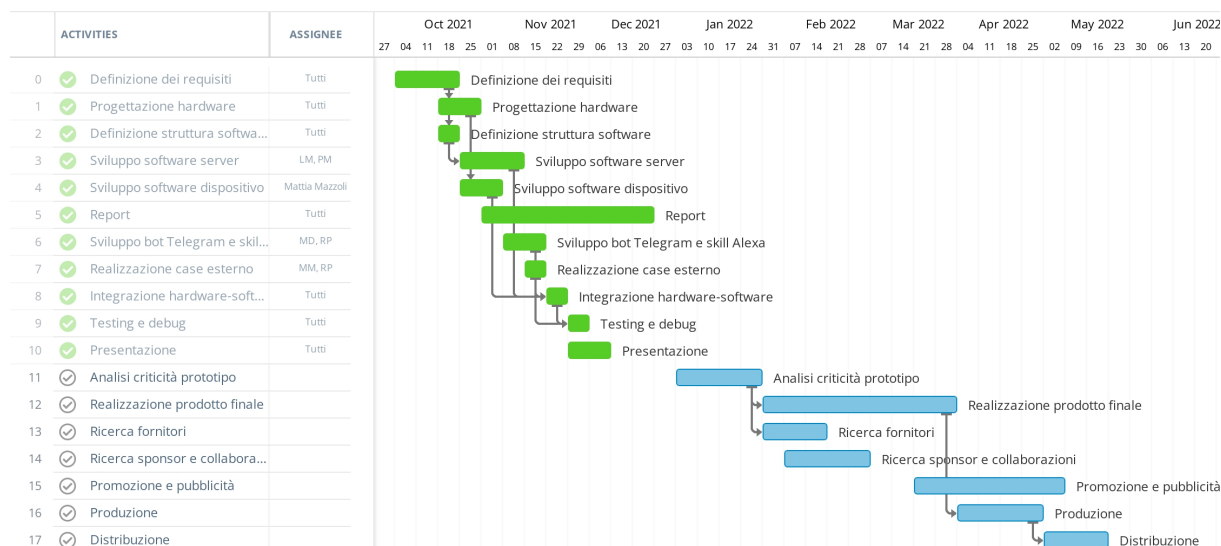 Oct 2021 Nov 2021 Dec 2021 Jan 2022 Feb 2022 Mar 2022 Apr 2022 May 2022 Jun 2022
ACTIVITIES ASSIGNEE
27 04 11 18 25 01 08 15 22 29 06 13 20 27 03 10 17 24 31 07 14 21 28 07 14 21 28 04 11 18 25 02 09 16 23 30 06 13 20
0 Definizione dei requisiti Tutti Definizione dei requisiti
1 Progettazione hardware Tutti Progettazione hardware
2 Definizione struttura softwa... Tutti Definizione struttura software
3 Sviluppo software server LM, PM Sviluppo software server
4 Sviluppo software dispositivo Mattia Mazzoli Sviluppo software dispositivo
5 Report Tutti Report
6 Sviluppo bot Telegram e skil... MD, RP Sviluppo bot Telegram e skill Alexa
7 Realizzazione case esterno MM, RP Realizzazione case esterno
8 Integrazione hardware-soft... Tutti Integrazione hardware-software
9 Testing e debug Tutti Testing e debug
10 Presentazione Tutti Presentazione
11 Analisi criticità prototipo Analisi criticità prototipo
12 Realizzazione prodotto finale Realizzazione prodotto finale
13 Ricerca fornitori Ricerca fornitori
14 Ricerca sponsor e collabora... Ricerca sponsor e collaborazioni
15 Promozione e pubblicità Promozione e pubblicità
16 Produzione Produzione
17 Distribuzione Distribuzione